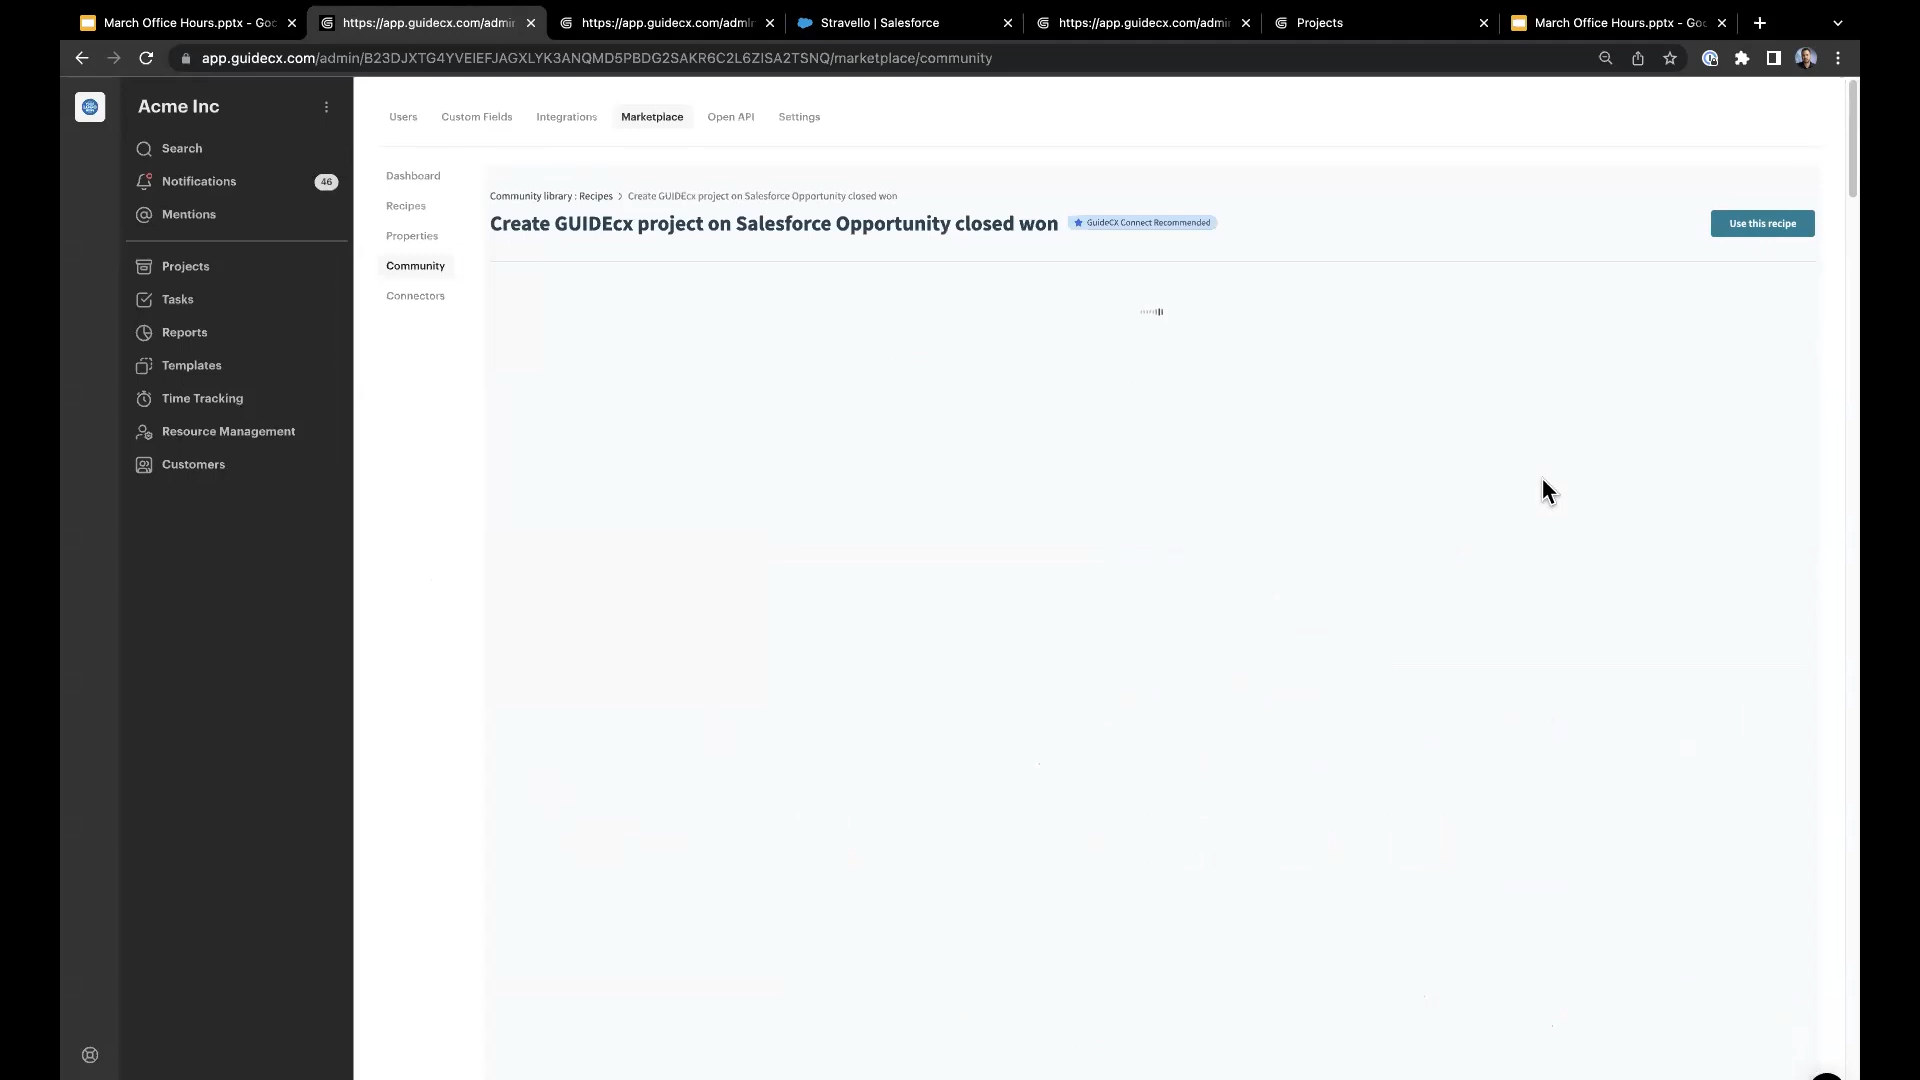 March Office Hours.pptx - Goo
https://app.guidecx.com/admin
https://app.guidecx.com/admin
Stravello | Salesforce
https://app.guidecx.com/admin
Projects
March Office Hours.pptx - Goo
app.guidecx.com/admin/B23DJXTG4YVEIEFJAGXLYK3ANQMD5PBDG2SAKR6C2L6ZISA2TSNQ/marketplace/community
Acme Inc
Search
Notifications
46
Mentions
Projects
Tasks
Reports
Templates
Time Tracking
Resource Management
Customers
Users
Custom Fields
Integrations
Marketplace
Open API
Settings
Dashboard
Recipes
Properties
Community
Connectors
Community library : Recipes > Create GUIDEcx project on Salesforce Opportunity closed won
Create GUIDEcx project on Salesforce Opportunity closed won
GuideCX Connect Recommended
Use this recipe